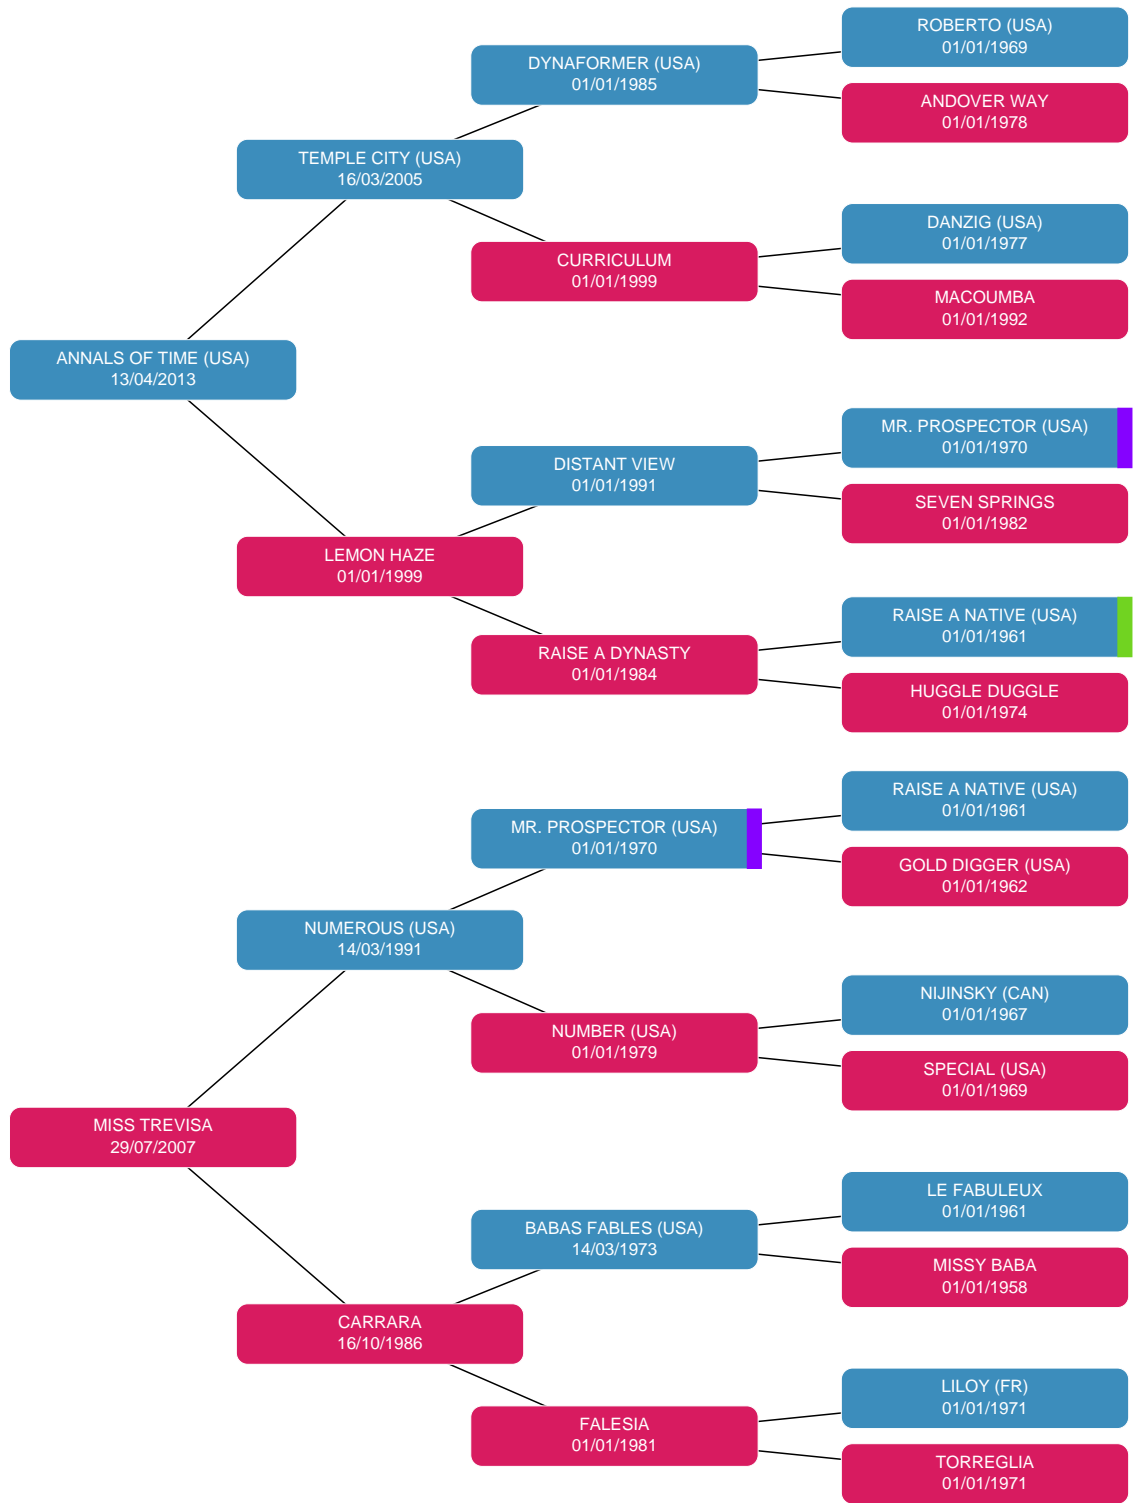 ROBERTO (USA)
01/01/1969
DYNAFORMER (USA)
01/01/1985
ANDOVER WAY
01/01/1978
TEMPLE CITY (USA)
16/03/2005
DANZIG (USA)
01/01/1977
CURRICULUM
01/01/1999
MACOUMBA
01/01/1992
ANNALS OF TIME (USA)
13/04/2013
MR. PROSPECTOR (USA)
01/01/1970
DISTANT VIEW
01/01/1991
SEVEN SPRINGS
01/01/1982
LEMON HAZE
01/01/1999
RAISE A NATIVE (USA)
01/01/1961
RAISE A DYNASTY
01/01/1984
HUGGLE DUGGLE
01/01/1974
RAISE A NATIVE (USA)
01/01/1961
MR. PROSPECTOR (USA)
01/01/1970
GOLD DIGGER (USA)
01/01/1962
NUMEROUS (USA)
14/03/1991
NIJINSKY (CAN)
01/01/1967
NUMBER (USA)
01/01/1979
SPECIAL (USA)
01/01/1969
MISS TREVISA
29/07/2007
LE FABULEUX
01/01/1961
BABAS FABLES (USA)
14/03/1973
MISSY BABA
01/01/1958
CARRARA
16/10/1986
LILOY (FR)
01/01/1971
FALESIA
01/01/1981
TORREGLIA
01/01/1971